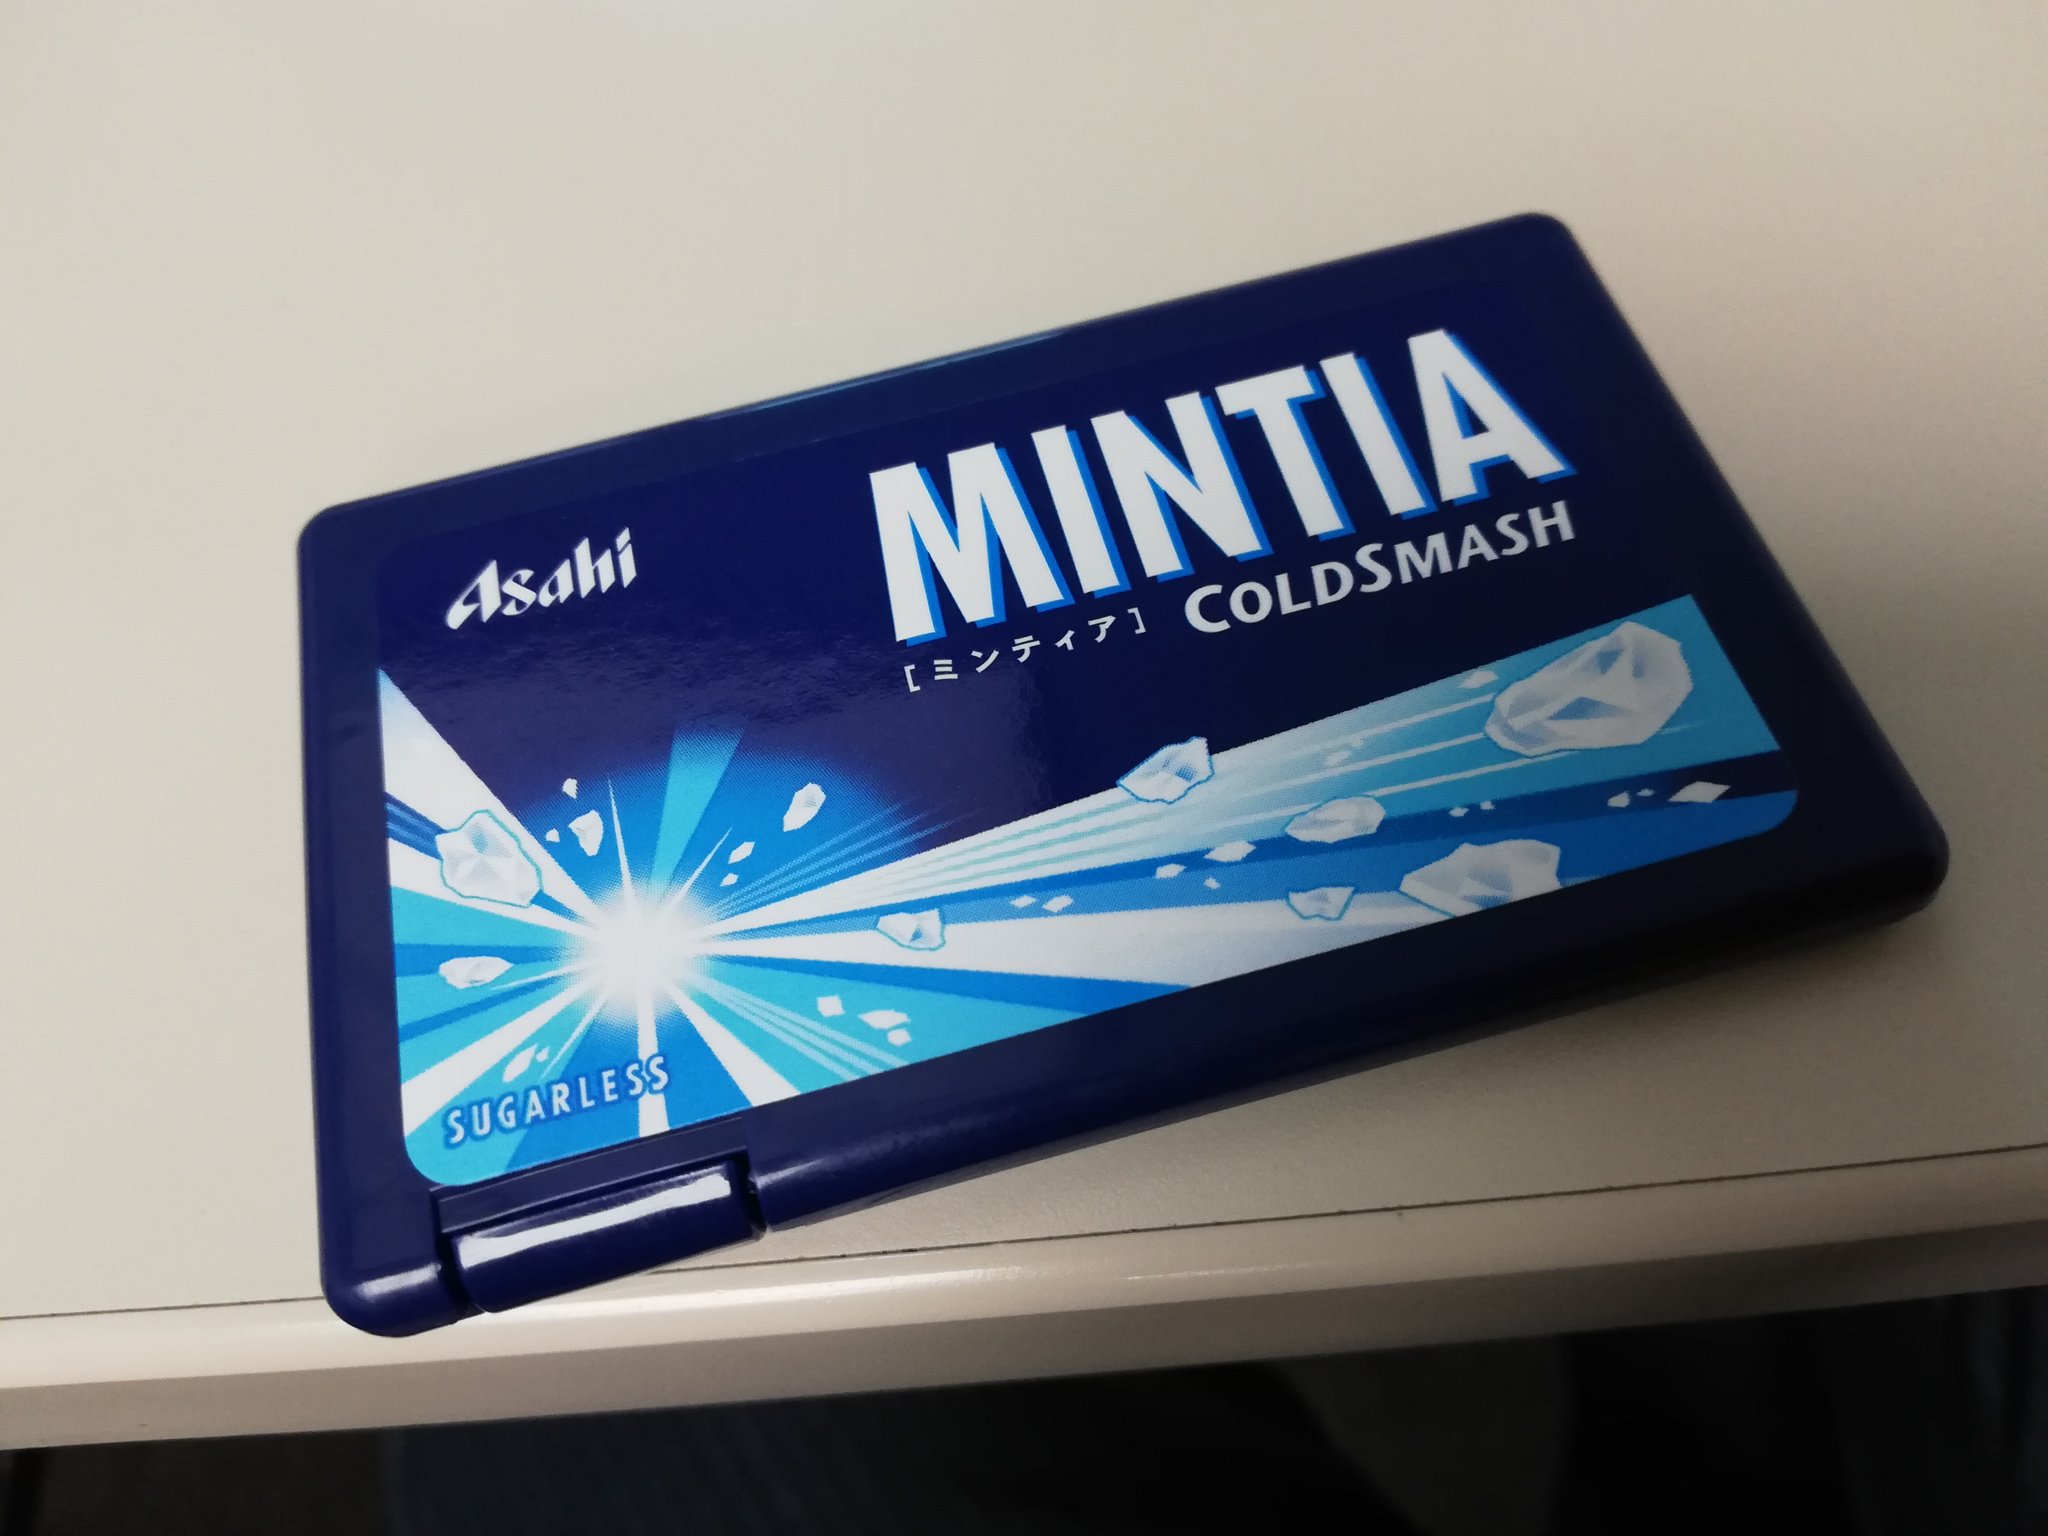 Asahi
MINTIA
[ミンティア] COLDSMASH
SUGARLESS